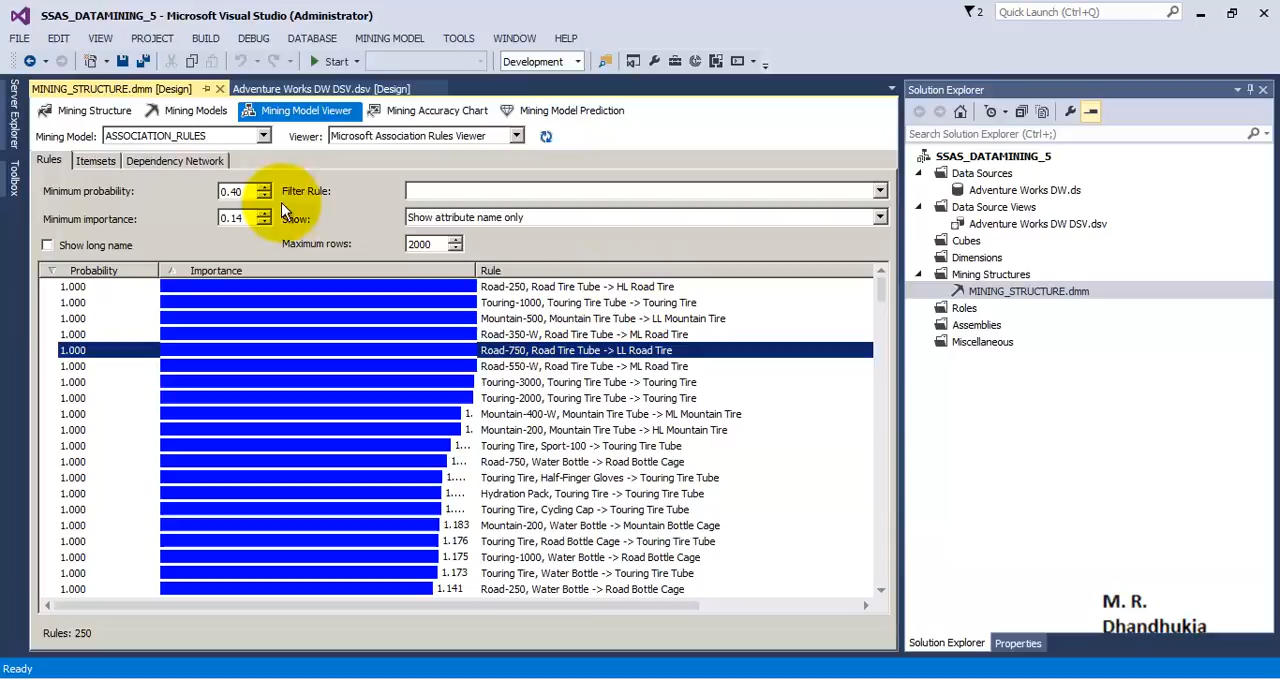 SSAS_DATAMINING_5 - Microsoft Visual Studio (Administrator)
2
Quick Launch (Ctrl+Q)
FILE EDIT VIEW PROJECT BUILD DEBUG DATABASE MINING MODEL TOOLS WINDOW HELP
Start
Development
Server Explorer
Toolbox
MINING_STRUCTURE.dmm [Design]
Adventure Works DW DSV.dsv [Design]
Mining Structure
Mining Models
Mining Model Viewer
Mining Accuracy Chart
Mining Model Prediction
Mining Model: ASSOCIATION_RULES
Viewer: Microsoft Association Rules Viewer
Rules Itemsets Dependency Network
Minimum probability: 0.40 Filter Rule:
Minimum importance: 0.14 Show: Show attribute name only
Show long name Maximum rows: 2000
Probability Importance Rule
1.000 Road-250, Road Tire Tube -> HL Road Tire
1.000 Touring-1000, Touring Tire Tube -> Touring Tire
1.000 Mountain-500, Mountain Tire Tube -> LL Mountain Tire
1.000 Road-350-W, Road Tire Tube -> ML Road Tire
1.000 Road-750, Road Tire Tube -> LL Road Tire
1.000 Road-550-W, Road Tire Tube -> ML Road Tire
1.000 Touring-3000, Touring Tire Tube -> Touring Tire
1.000 Touring-2000, Touring Tire Tube -> Touring Tire
1.000 1. Mountain-400-W, Mountain Tire Tube -> ML Mountain Tire
1.000 1. Mountain-200, Mountain Tire Tube -> HL Mountain Tire
1.000 1... Touring Tire, Sport-100 -> Touring Tire Tube
1.000 1... Road-750, Water Bottle -> Road Bottle Cage
1.000 1.... Touring Tire, Half-Finger Gloves -> Touring Tire Tube
1.000 1.... Hydration Pack, Touring Tire -> Touring Tire Tube
1.000 1.... Touring Tire, Cycling Cap -> Touring Tire Tube
1.000 1.183 Mountain-200, Water Bottle -> Mountain Bottle Cage
1.000 1.176 Touring Tire, Road Bottle Cage -> Touring Tire Tube
1.000 1.175 Touring-1000, Water Bottle -> Road Bottle Cage
1.000 1.173 Touring Tire, Water Bottle -> Touring Tire Tube
1.000 1.141 Road-250, Water Bottle -> Road Bottle Cage
Rules: 250
Solution Explorer
Search Solution Explorer (Ctrl+;)
SSAS_DATAMINING_5
Data Sources
Adventure Works DW.ds
Data Source Views
Adventure Works DW DSV.dsv
Cubes
Dimensions
Mining Structures
MINING_STRUCTURE.dmm
Roles
Assemblies
Miscellaneous
M. R.
Dhandhukia
Solution Explorer Properties
Ready